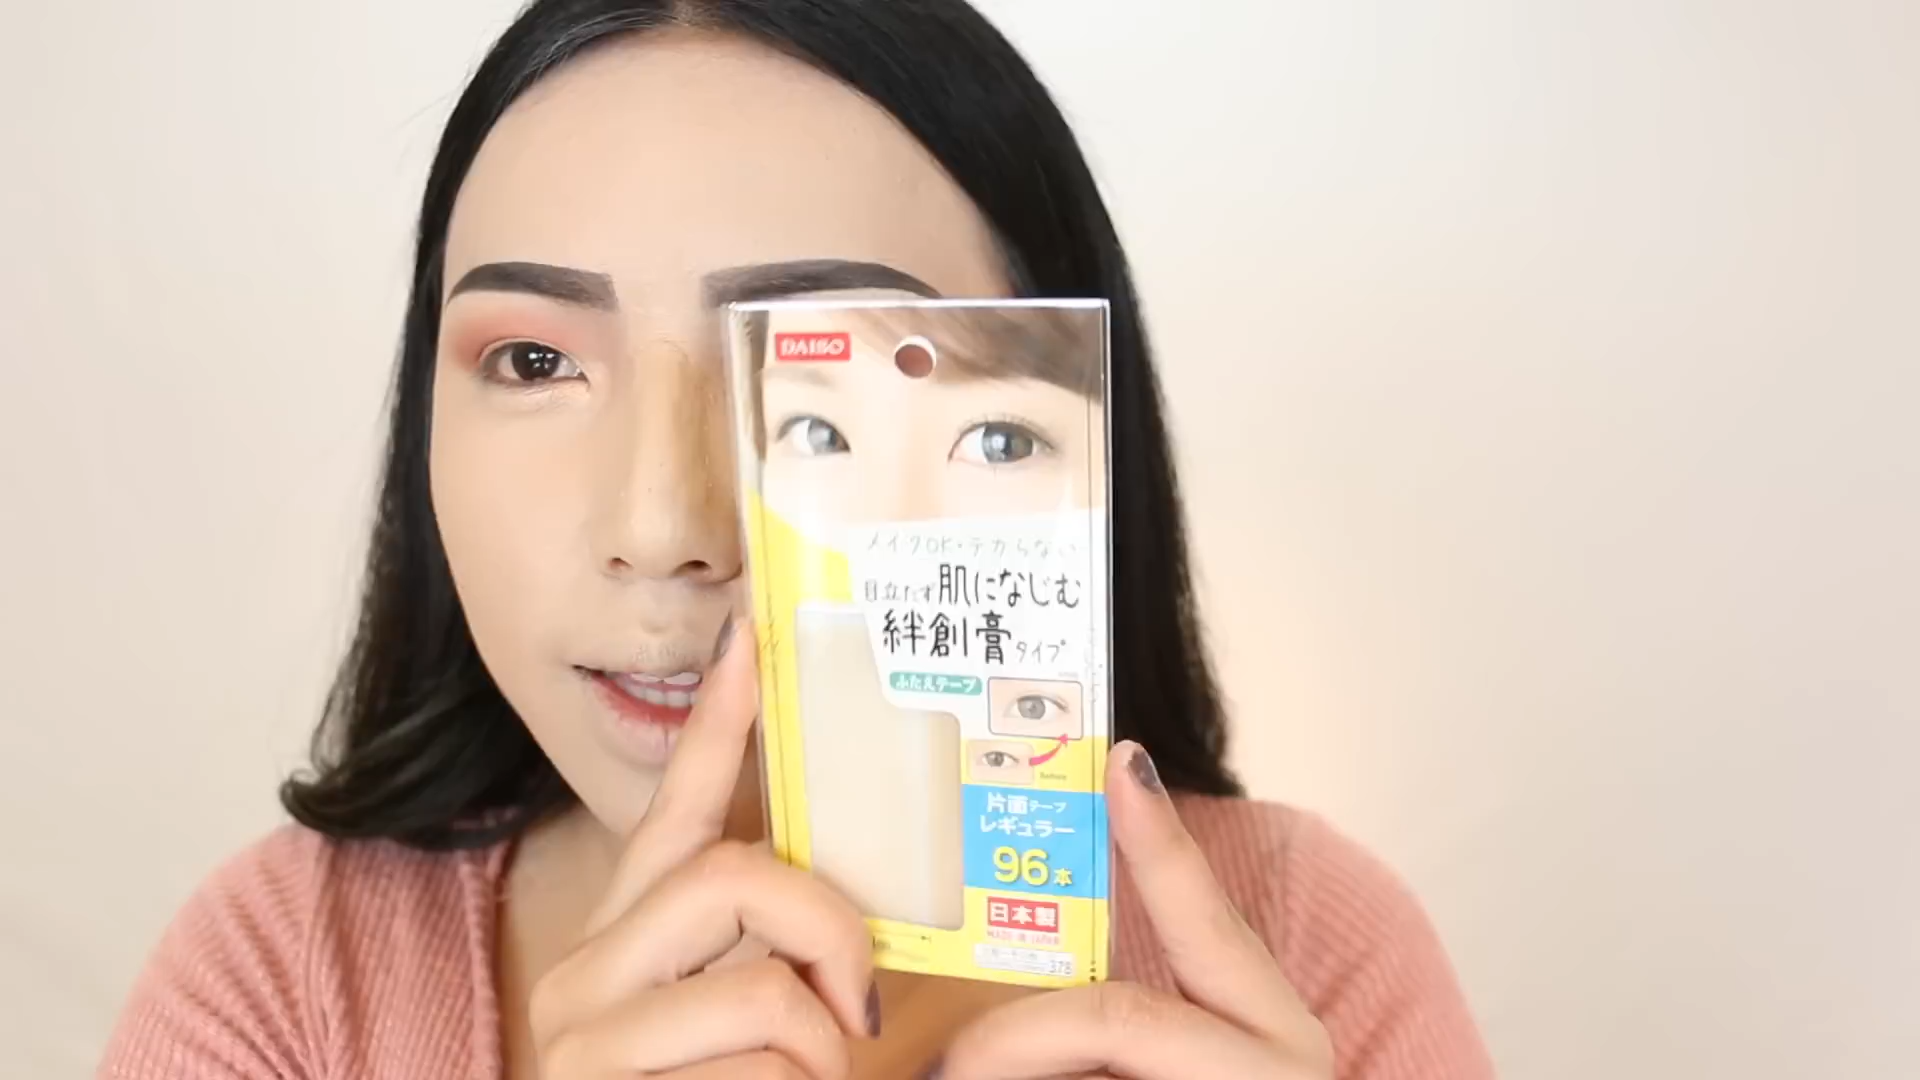 DAISO
メイクOK・テカらない
目立たず肌になじむ
絆創膏タイプ
ふたえテープ
Before
片面テープ
レギュラー
96本
日本製
MADE IN JAPAN
378